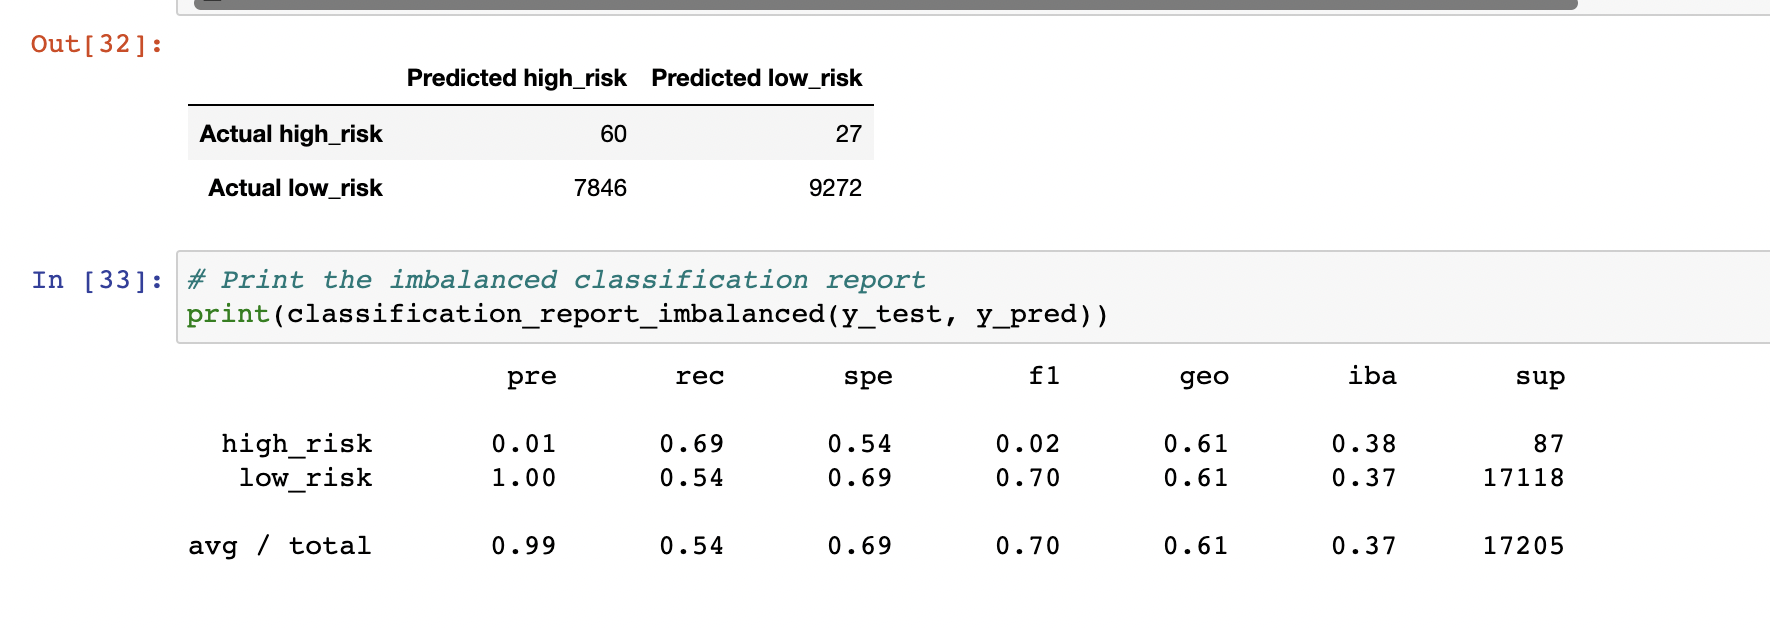 Out[32]:
Predicted high_risk Predicted low_risk
Actual high_risk 60 27
Actual low_risk 7846 9272
In [33]: # Print the imbalanced classification report
print(classification_report_imbalanced(y_test, y_pred))
pre rec spe f1 geo iba sup
high_risk 0.01 0.69 0.54 0.02 0.61 0.38 87
low_risk 1.00 0.54 0.69 0.70 0.61 0.37 17118
avg / total 0.99 0.54 0.69 0.70 0.61 0.37 17205